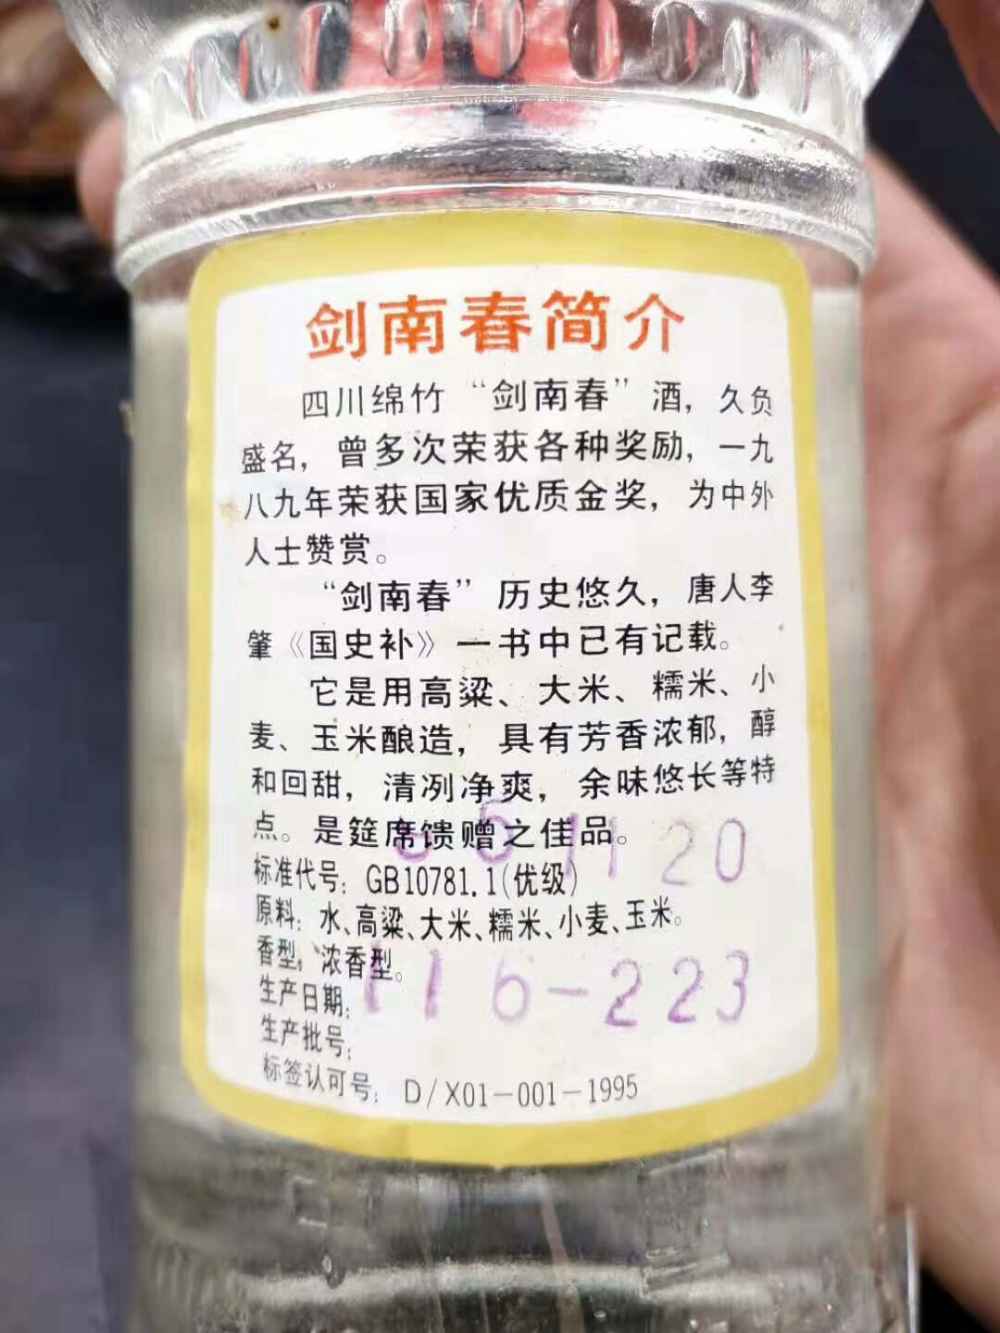 剑南春简介
四川绵竹“剑南春”酒，久负
盛名，曾多次荣获各种奖励，一九
八九年荣获国家优质金奖，为中外
人士赞赏。
“剑南春”历史悠久，唐人李
肇《国史补》一书中已有记载。
它是用高粱、大米、糯米、小
麦、玉米酿造，具有芳香浓郁，醇
和回甜，清冽净爽，余味悠长等特
点。是筵席馈赠之佳品。
95 11 20
标准代号：GB10781.1(优级)
原料：水、高粱、大米、糯米、小麦、玉米。
香型：浓香型。
116-223
生产日期：
生产批号：
标签认可号：D/X01-001-1995